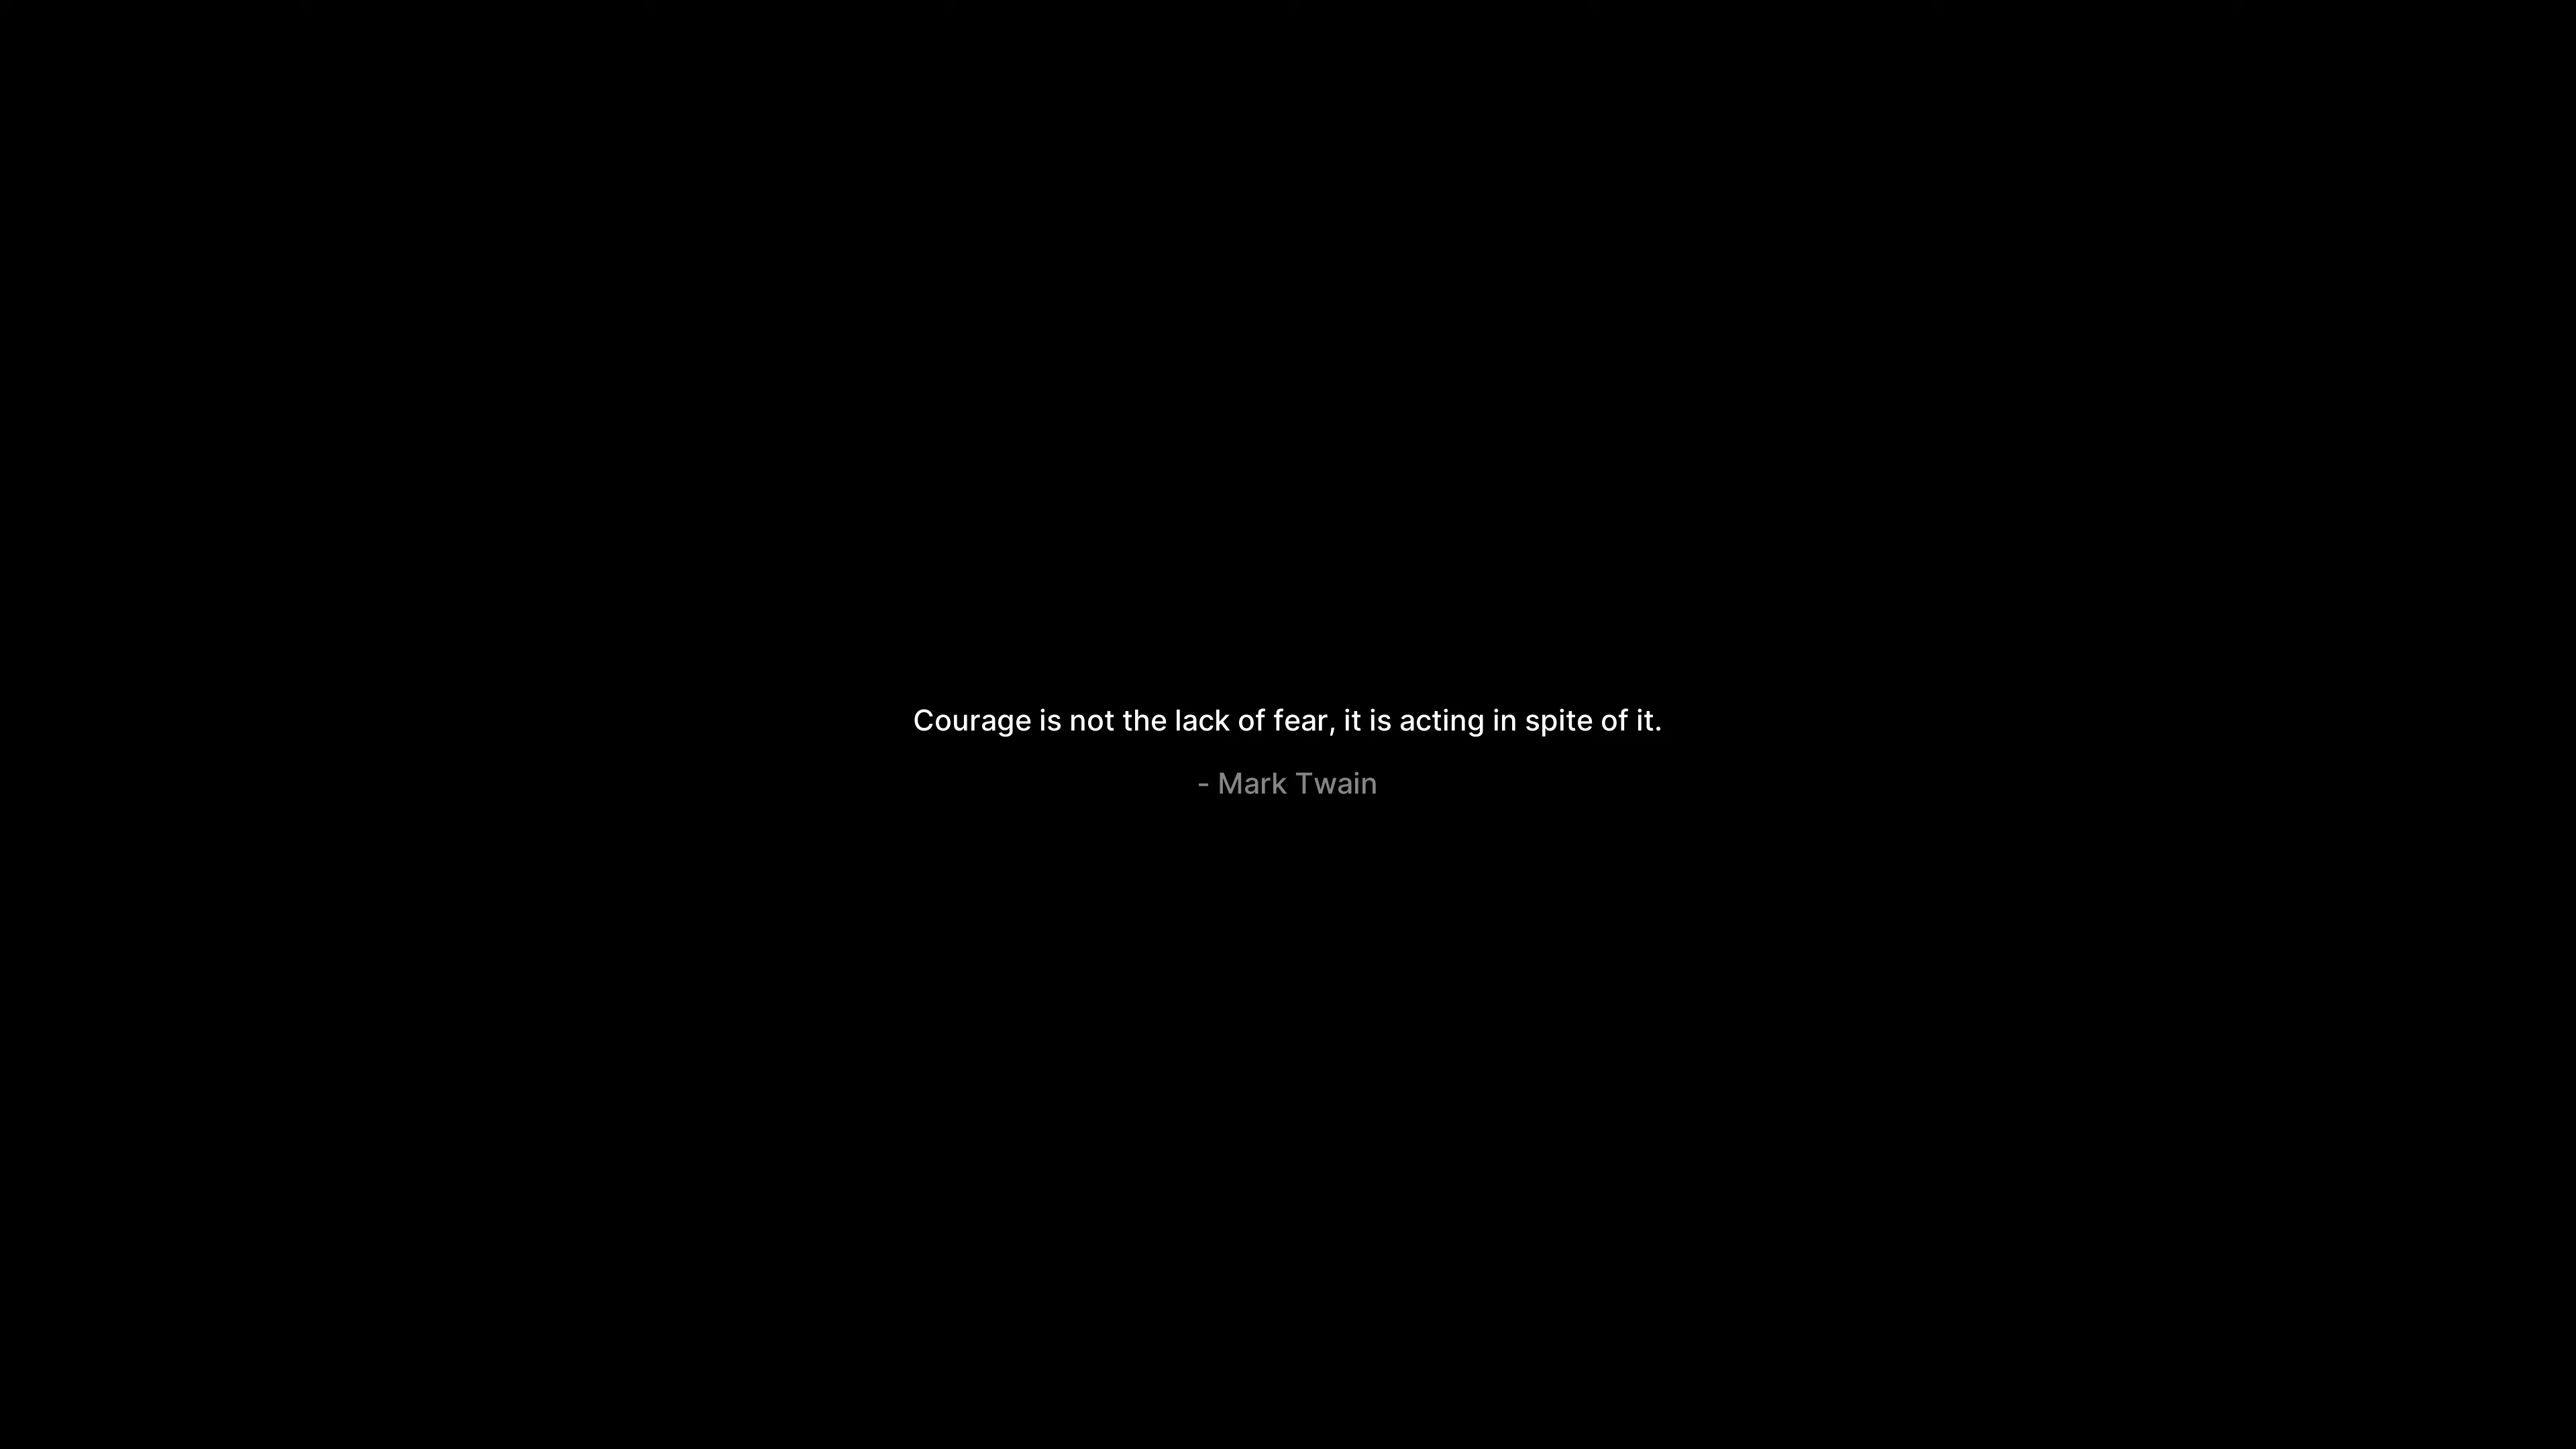 Courage is not the lack of fear, it is acting in spite of it.
- Mark Twain